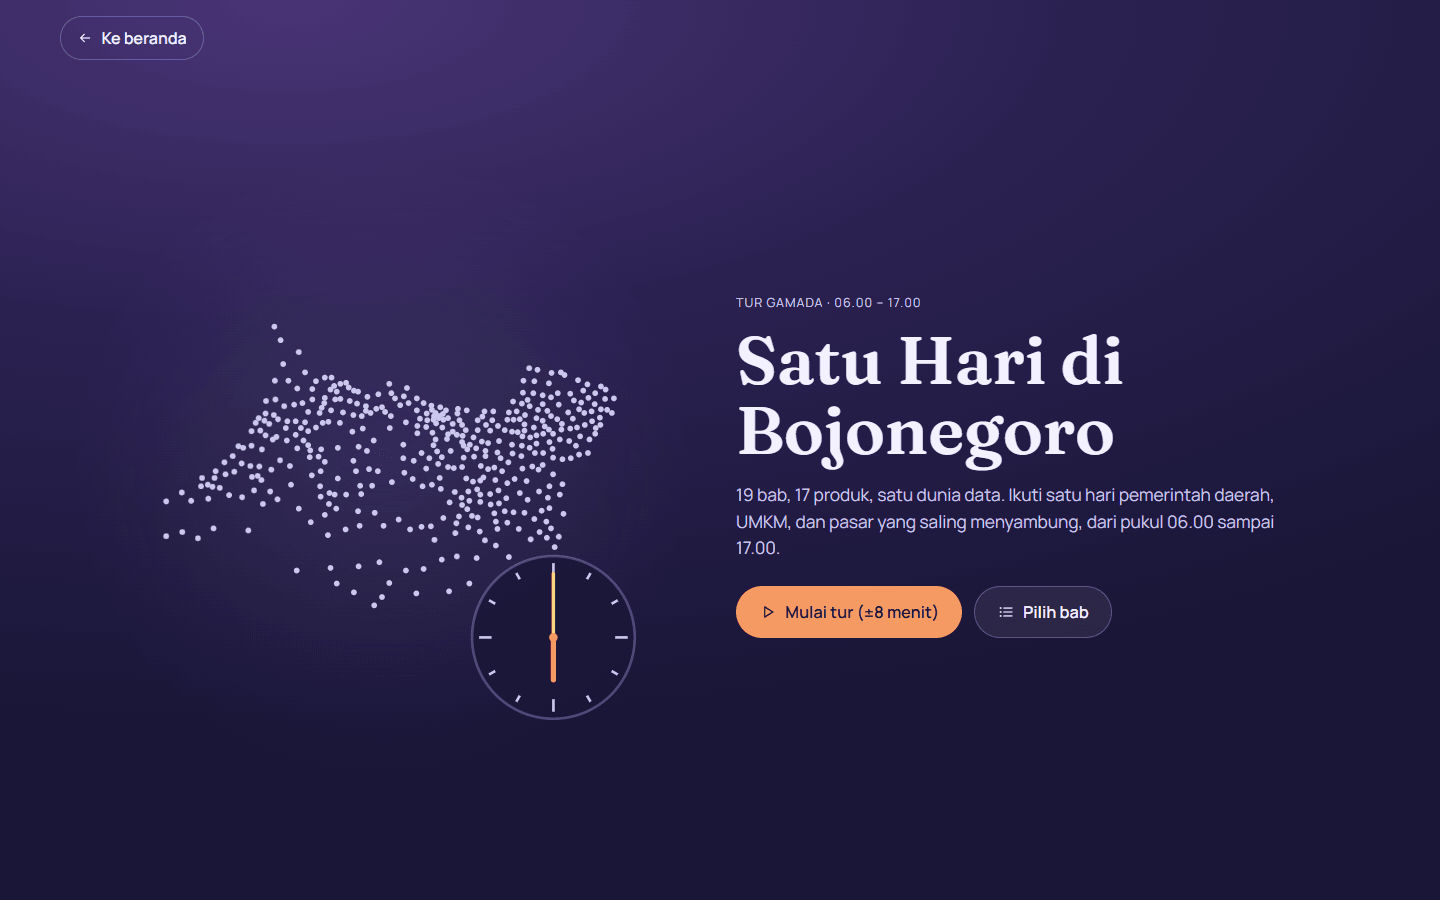 Ke beranda
TUR GAMADA · 06.00 – 17.00
Satu Hari di
Bojonegoro
19 bab, 17 produk, satu dunia data. Ikuti satu hari pemerintah daerah,
UMKM, dan pasar yang saling menyambung, dari pukul 06.00 sampai
17.00.
Mulai tur (±8 menit)
Pilih bab